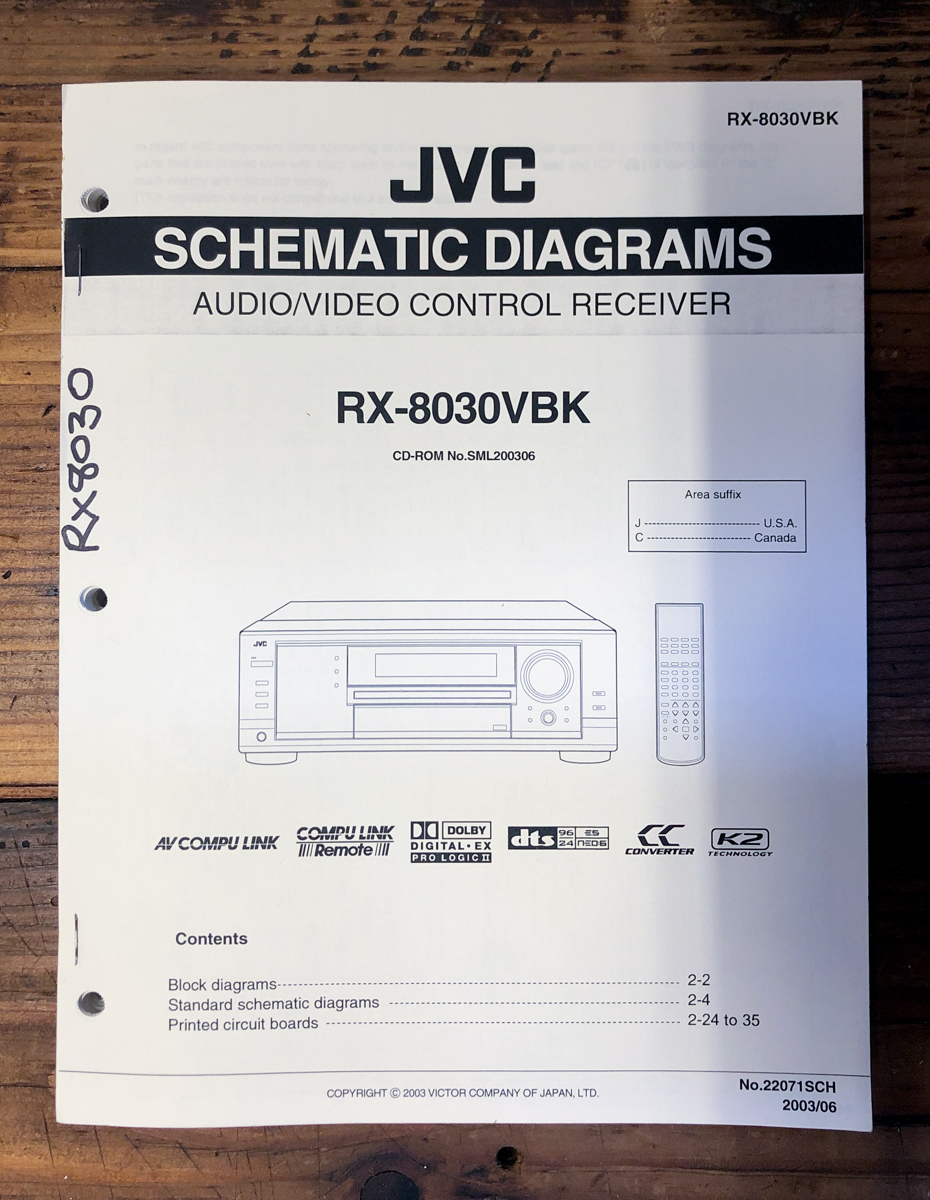 RX-8030VBK
JVC
SCHEMATIC DIAGRAMS
AUDIO/VIDEO CONTROL RECEIVER
RX8030
RX-8030VBK
CD-ROM No.SML200306
Area suffix
J ---------------------------- U.S.A.
C ------------------------- Canada
JVC
AV COMPU LINK
COMPU LINK
Remote
DOLBY
DIGITAL·EX
PRO LOGIC II
dts 96 24 ES NEO:6
CC
CONVERTER
K2
TECHNOLOGY
Contents
Block diagrams------------------------------------------------ 2-2
Standard schematic diagrams ----------------------------------- 2-4
Printed circuit boards ------------------------------------------ 2-24 to 35
COPYRIGHT © 2003 VICTOR COMPANY OF JAPAN, LTD.
No.22071SCH
2003/06